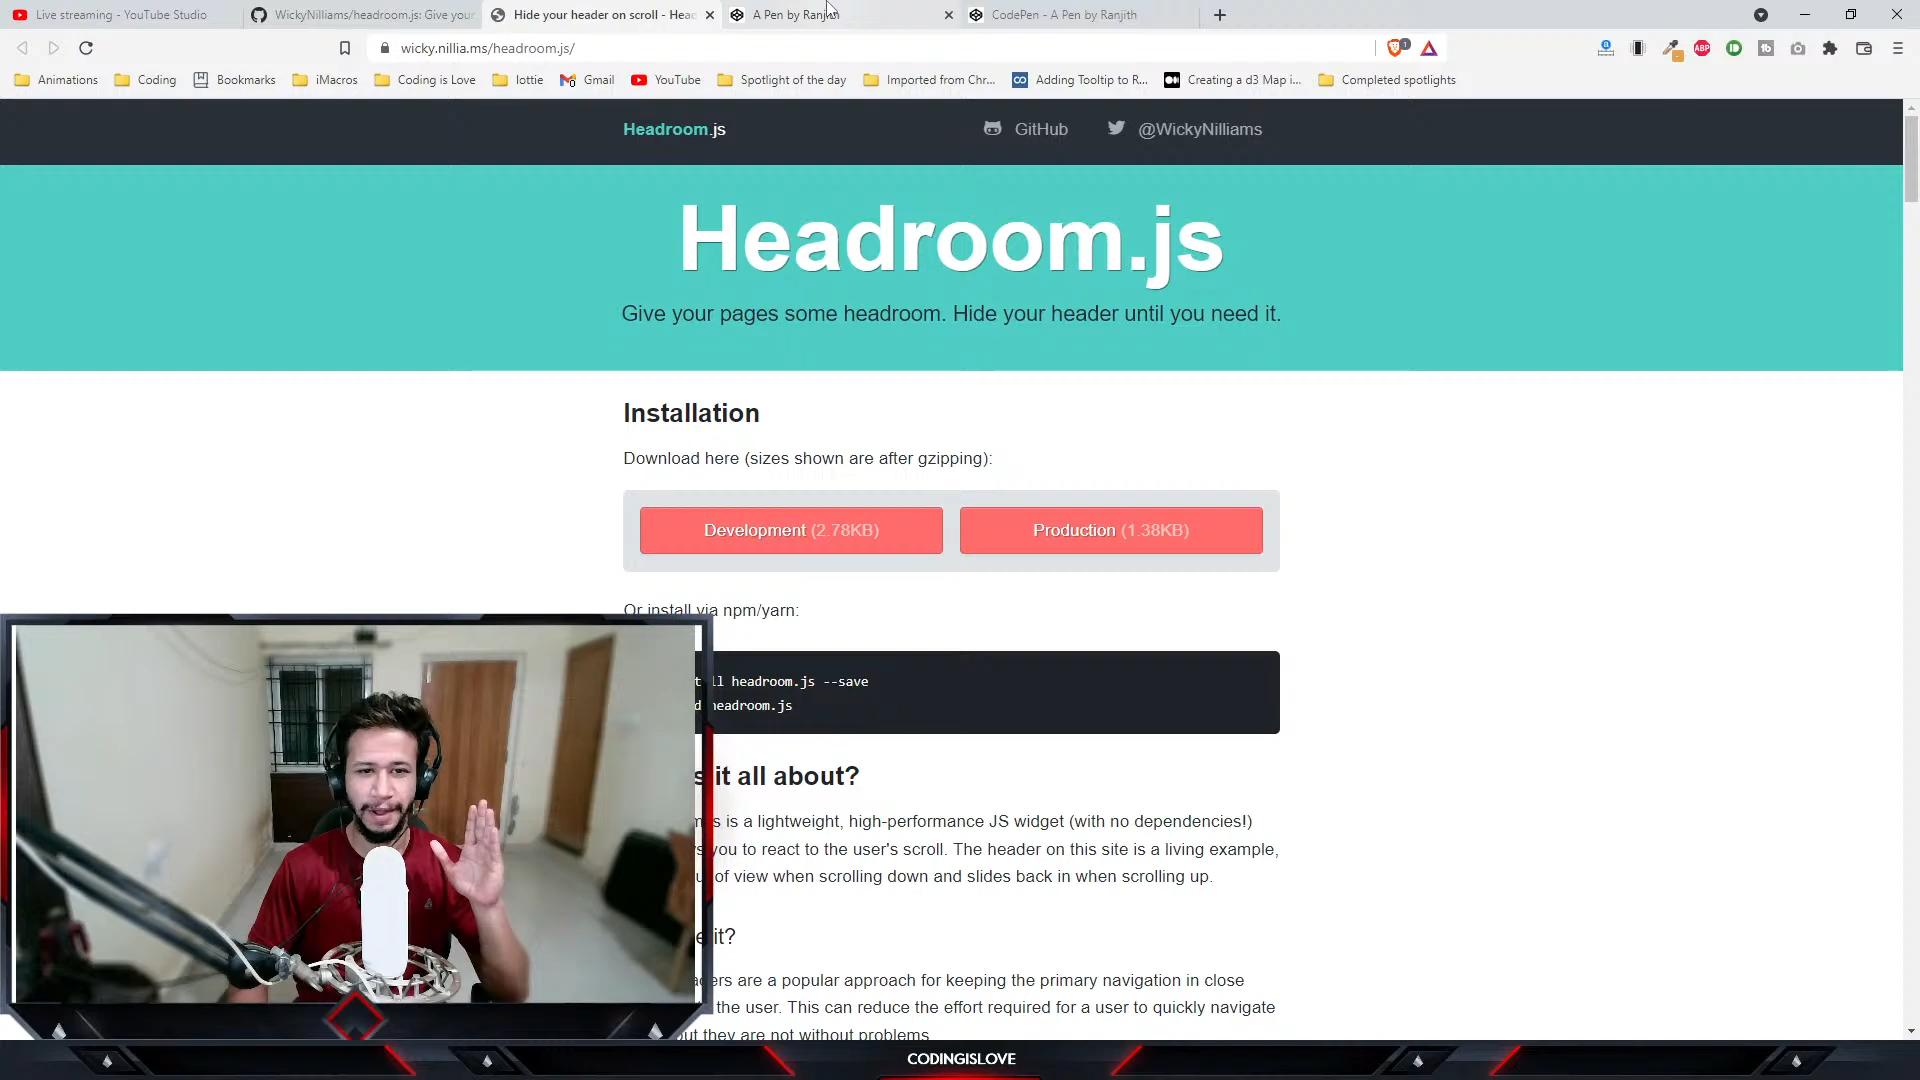 Live streaming - YouTube Studio
WickyNilliams/headroom.js: Give your
Hide your header on scroll - Hea
A Pen by Ranjith
CodePen - A Pen by Ranjith
wicky.nillia.ms/headroom.js/
1
ABP
Animations
Coding
Bookmarks
iMacros
Coding is Love
lottie
Gmail
YouTube
Spotlight of the day
Imported from Chr...
Adding Tooltip to R...
Creating a d3 Map i...
Completed spotlights
Headroom.js
GitHub
@WickyNilliams
Headroom.js
Give your pages some headroom. Hide your header until you need it.
Installation
Download here (sizes shown are after gzipping):
Development (2.78KB)
Production (1.38KB)
Or install via npm/yarn:
ll headroom.js --save
d headroom.js
it all about?
is a lightweight, high-performance JS widget (with no dependencies!)
you to react to the user's scroll. The header on this site is a living example,
of view when scrolling down and slides back in when scrolling up.
it?
are a popular approach for keeping the primary navigation in close
the user. This can reduce the effort required for a user to quickly navigate
but they are not without problems
CODINGISLOVE